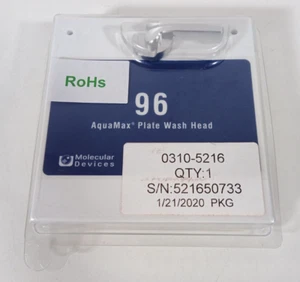 RoHs
96
AquaMax® Plate Wash Head
Molecular
Devices
0310-5216
QTY:1
S/N:521650733
1/21/2020 PKG